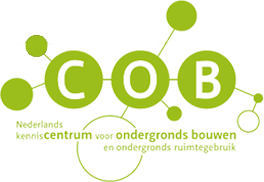 COB
Nederlands
kenniscentrum voor ondergronds bouwen
en ondergronds ruimtegebruik